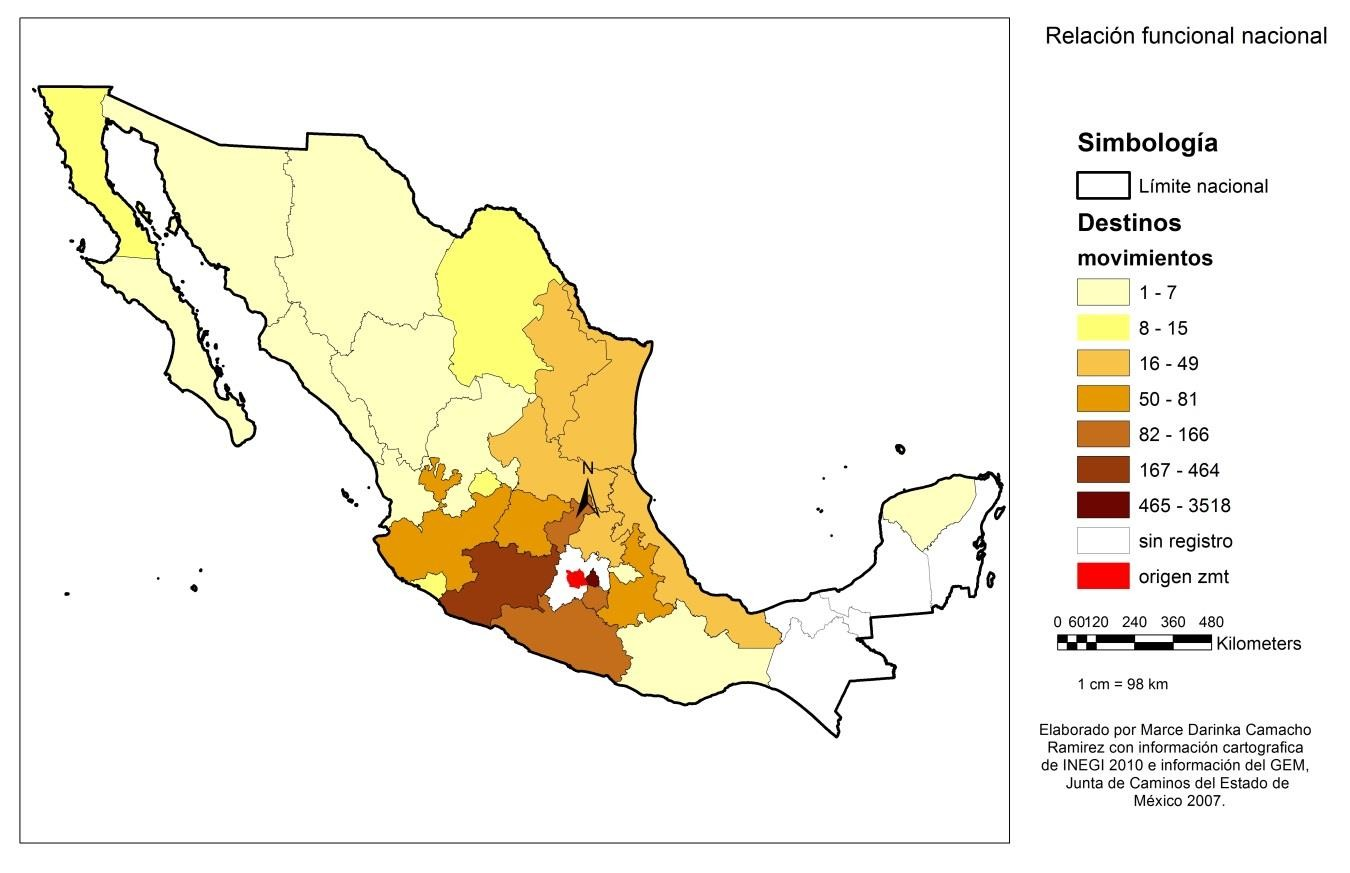 Relación funcional nacional
Simbología
Límite nacional
Destinos
movimientos
1 - 7
8 - 15
16 - 49
50 - 81
82 - 166
167 - 464
465 - 3518
sin registro
origen zmt
N
0 60120 240 360 480
Kilometers
1 cm = 98 km
Elaborado por Marce Darinka Camacho
Ramirez con información cartografica
de INEGI 2010 e información del GEM,
Junta de Caminos del Estado de
México 2007.